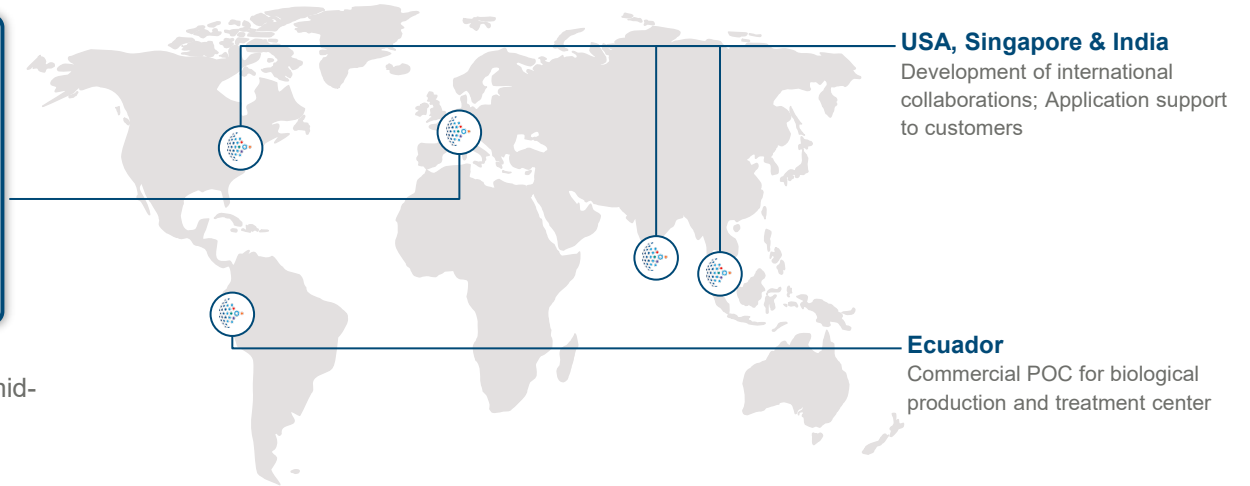 USA, Singapore & India
Development of international
collaborations; Application support
to customers
Ecuador
Commercial POC for biological
production and treatment center